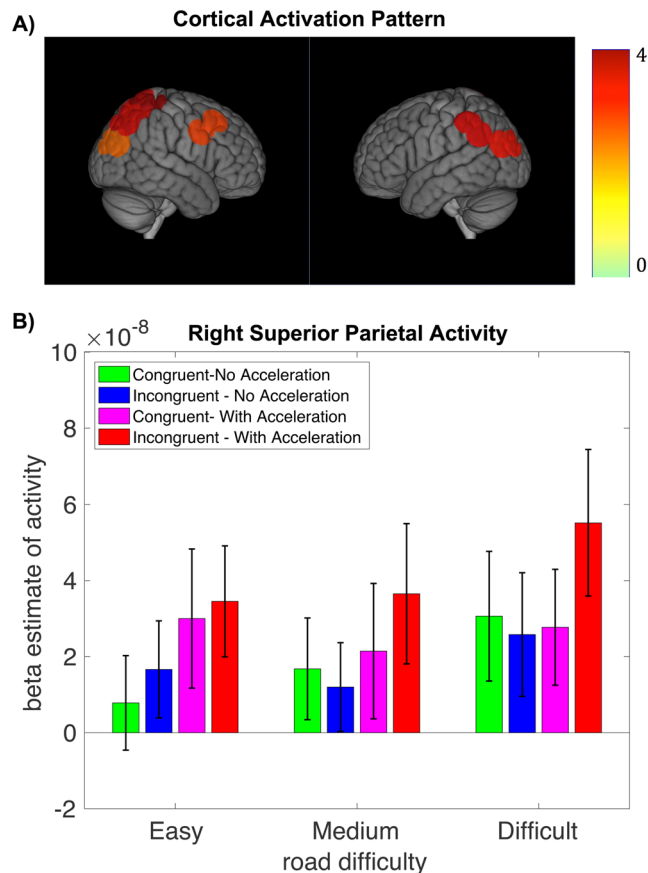 A)
Cortical Activation Pattern
4
0
B)
×10-8
Right Superior Parietal Activity
10
8
6
4
2
0
-2
beta estimate of activity
Congruent-No Acceleration
Incongruent - No Acceleration
Congruent- With Acceleration
Incongruent - With Acceleration
Easy Medium Difficult
road difficulty